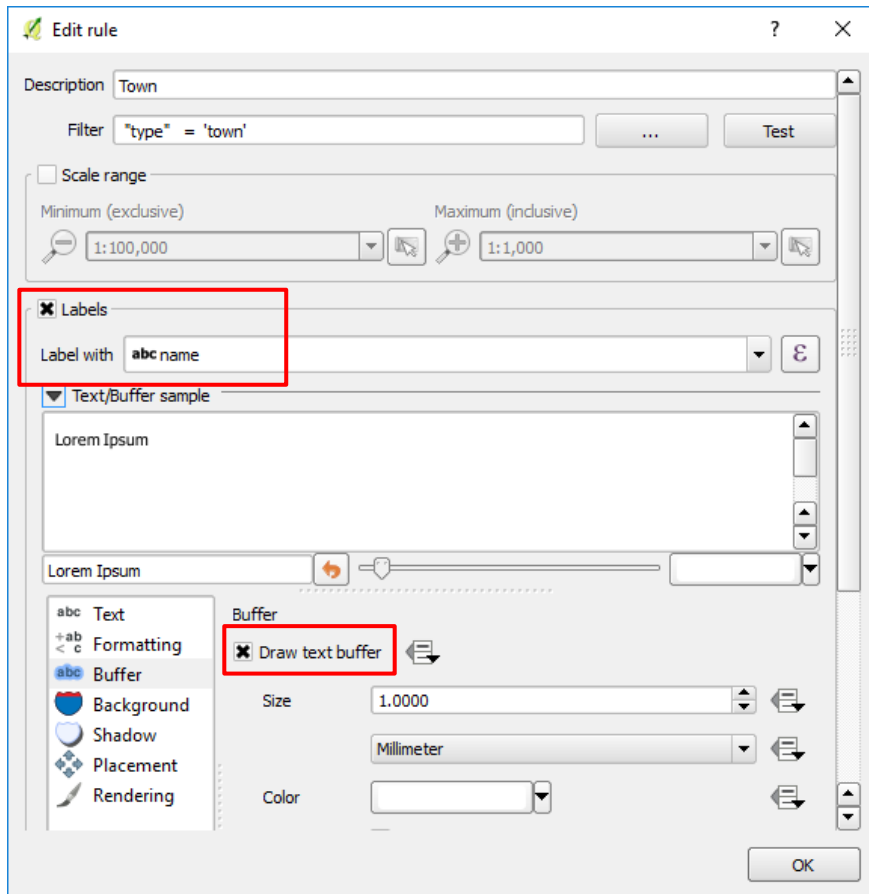 Edit rule ?
Description Town
Filter "type" = 'town' ... Test
Scale range
Minimum (exclusive) Maximum (inclusive)
1:100,000 1:1,000
Labels
Label with abc name ε
Text/Buffer sample
Lorem Ipsum
Lorem Ipsum
abc Text
+ab < c Formatting
abc Buffer
Background
Shadow
Placement
Rendering
Buffer
Draw text buffer
Size 1.0000
Millimeter
Color
OK